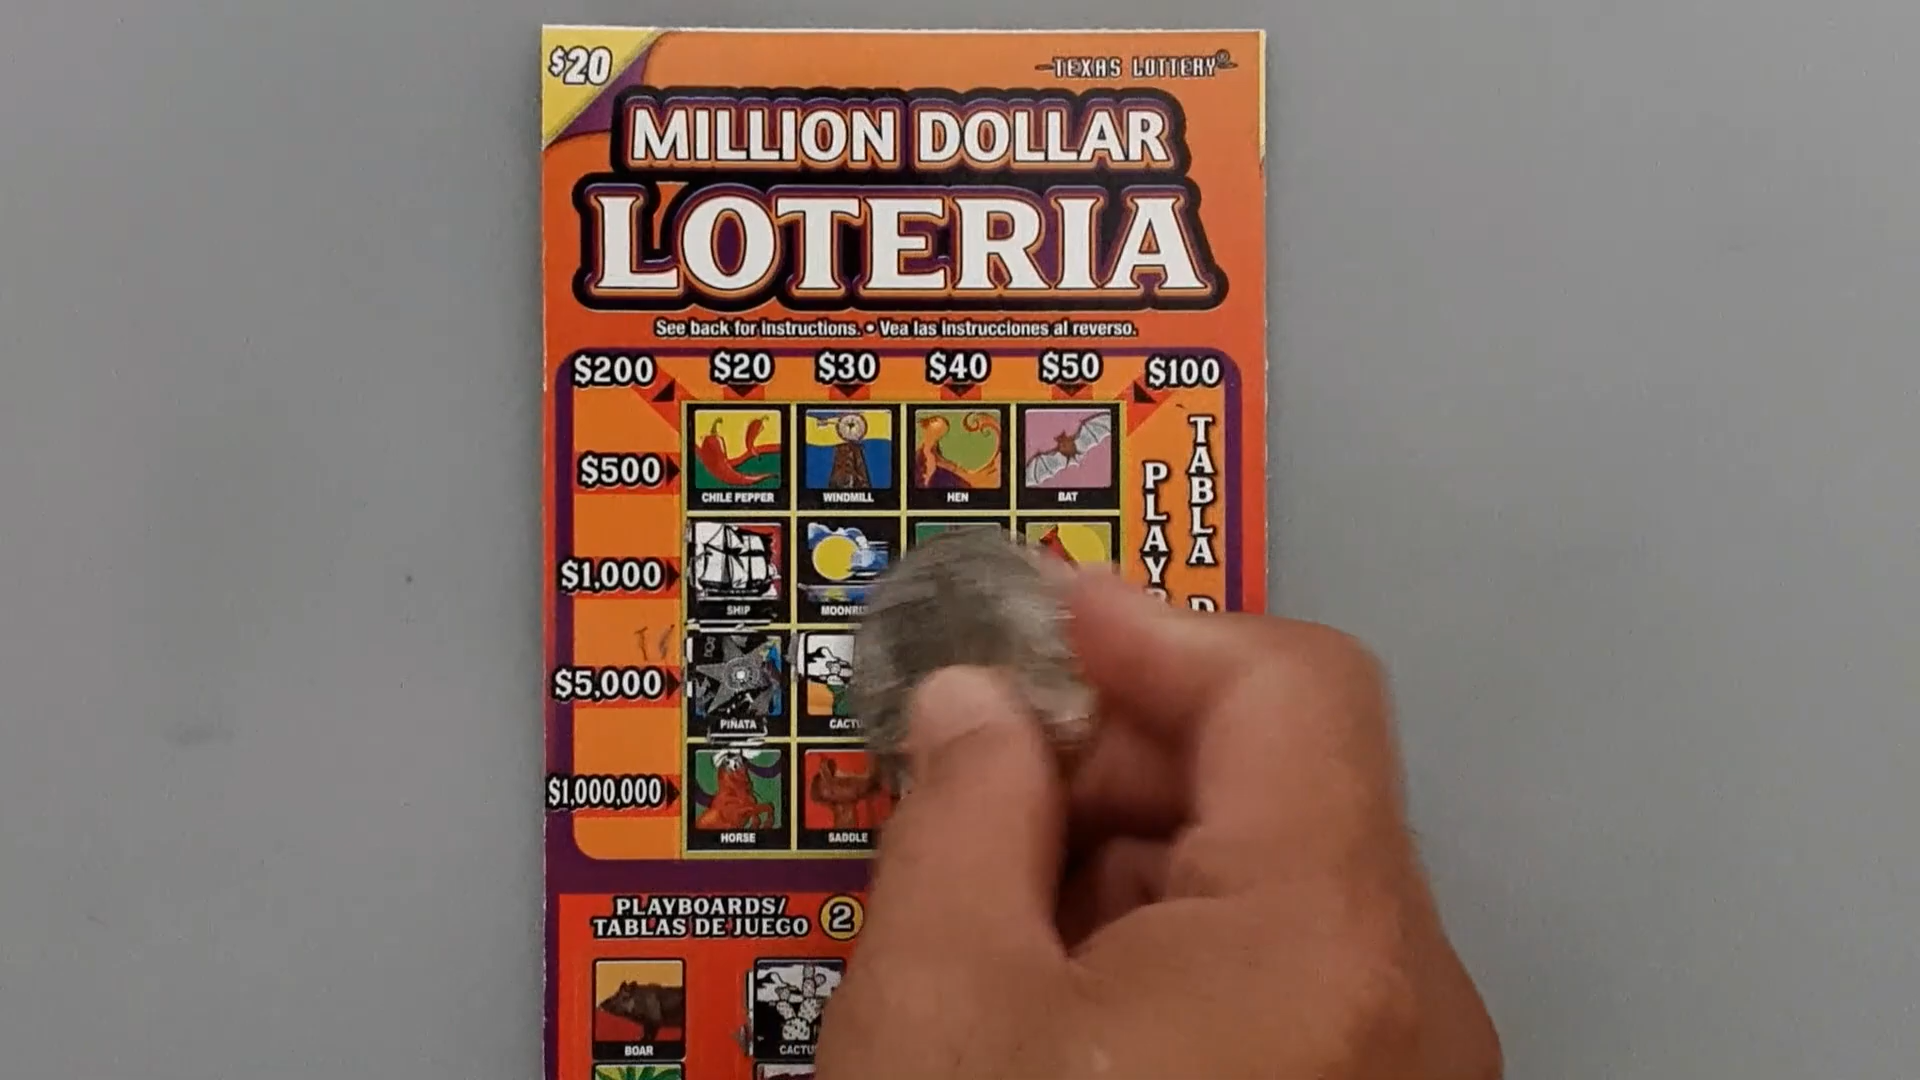 $20
TEXAS LOTTERY®
MILLION DOLLAR
LOTERIA
See back for instructions. • Vea las instrucciones al reverso.
$200 $20 $30 $40 $50 $100
$500
CHILE PEPPER WINDMILL HEN BAT
$1,000
SHIP
$5,000
PIÑATA
$1,000,000
HORSE SADDLE
TABLA
PLAY
PLAYBOARDS/
TABLAS DE JUEGO 2
BOAR